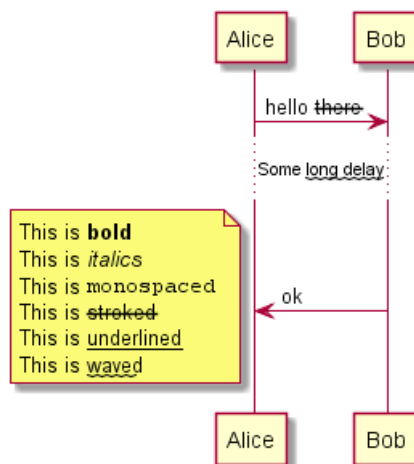 Alice Bob
hello there
Some long delay
This is bold
This is italics
This is monospaced
This is stroked
This is underlined
This is waved
ok
Alice Bob